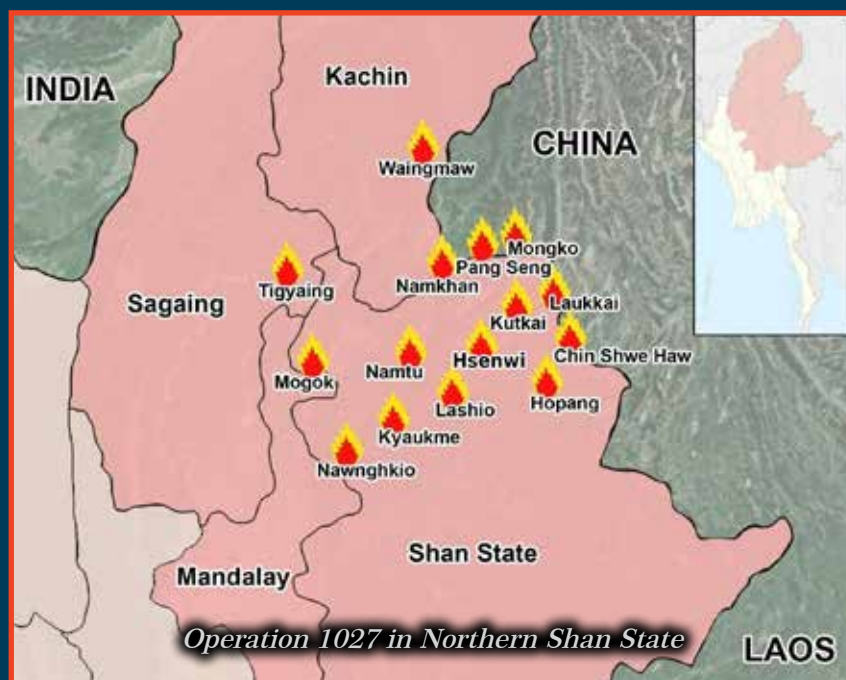 Kachin
INDIA
CHINA
Waingmaw
Mongko
Pang Seng
Namkhan
Tigyaing
Sagaing
Laukkai
Kutkai
Chin Shwe Haw
Hsenwi
Namtu
Mogok
Lashio
Hopang
Kyaukme
Nawnghkio
Shan State
Mandalay
Operation 1027 in Northern Shan State
LAOS